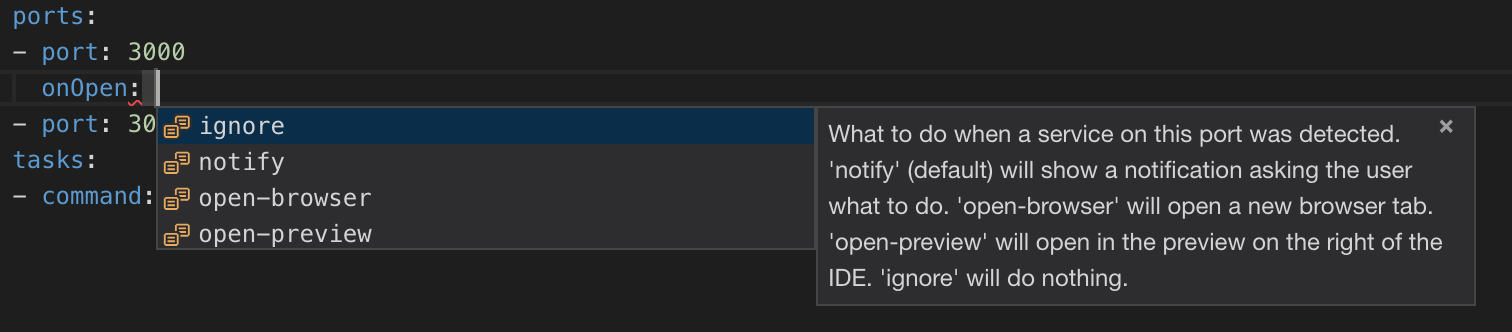 ports:
- port: 3000
  onOpen:
- port: 30
tasks:
- command:
ignore
notify
open-browser
open-preview
What to do when a service on this port was detected.
'notify' (default) will show a notification asking the user
what to do. 'open-browser' will open a new browser tab.
'open-preview' will open in the preview on the right of the
IDE. 'ignore' will do nothing.